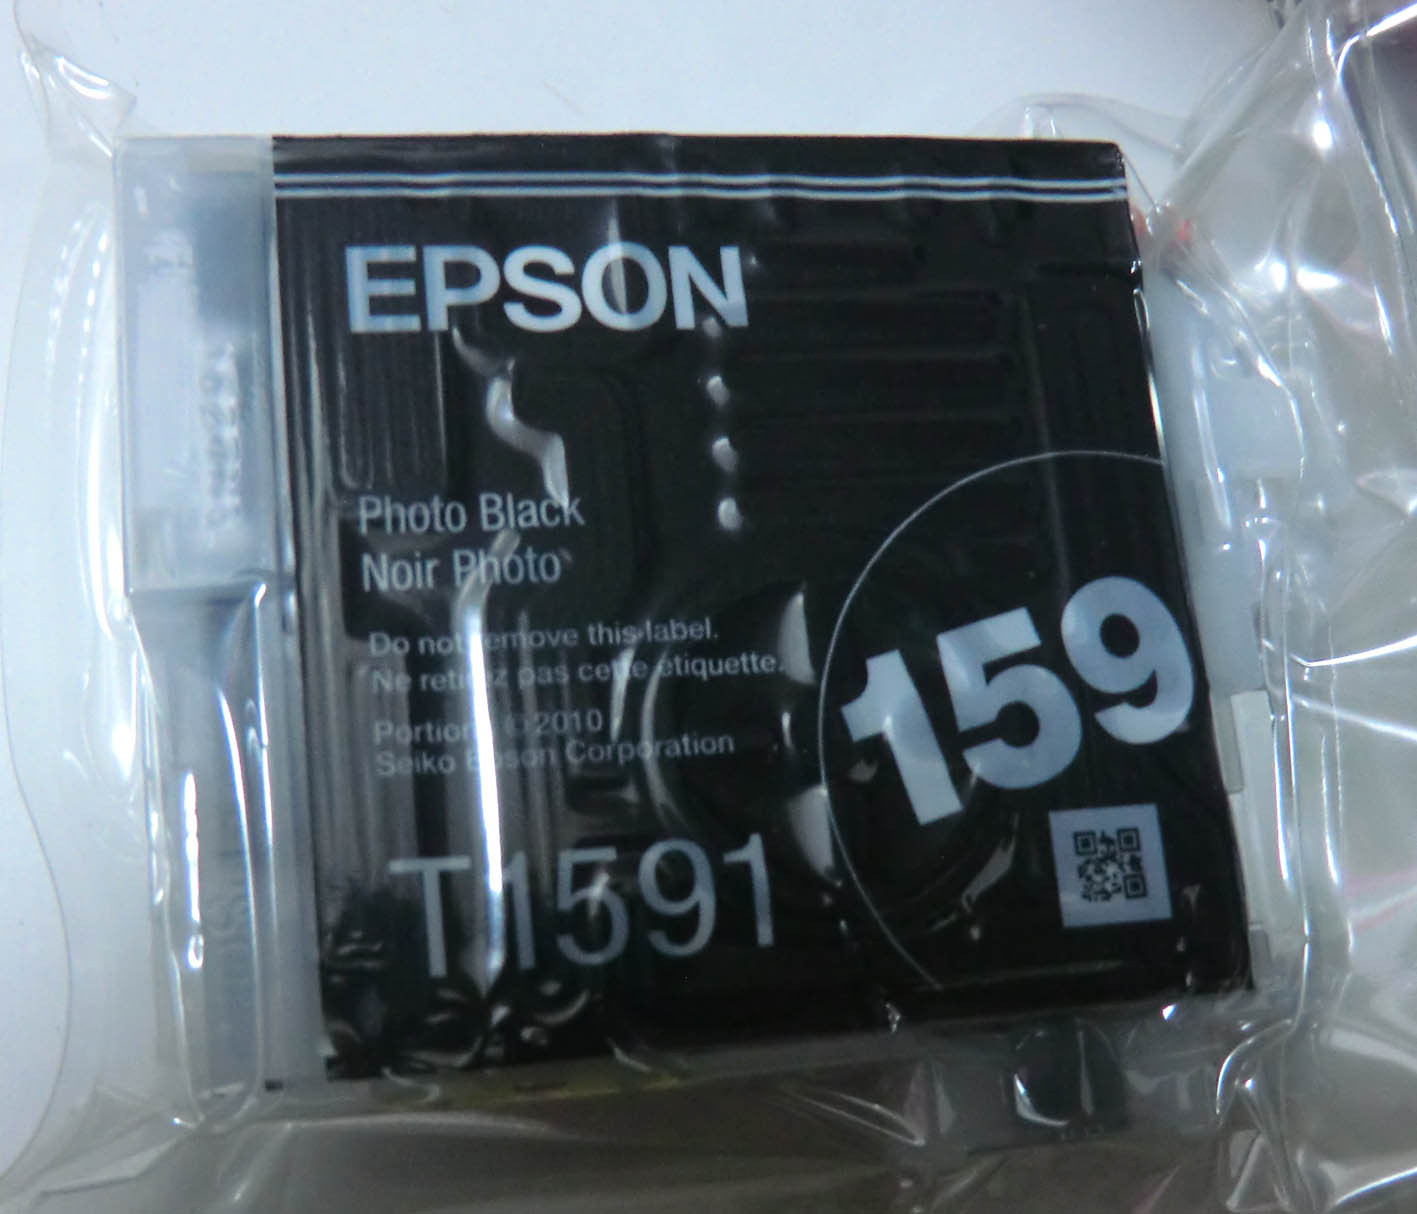 EPSON
Photo Black
Noir Photo
Do not remove this label.
Ne retirez pas cette étiquette.
Portions © 2010
Seiko Epson Corporation
159
T1591